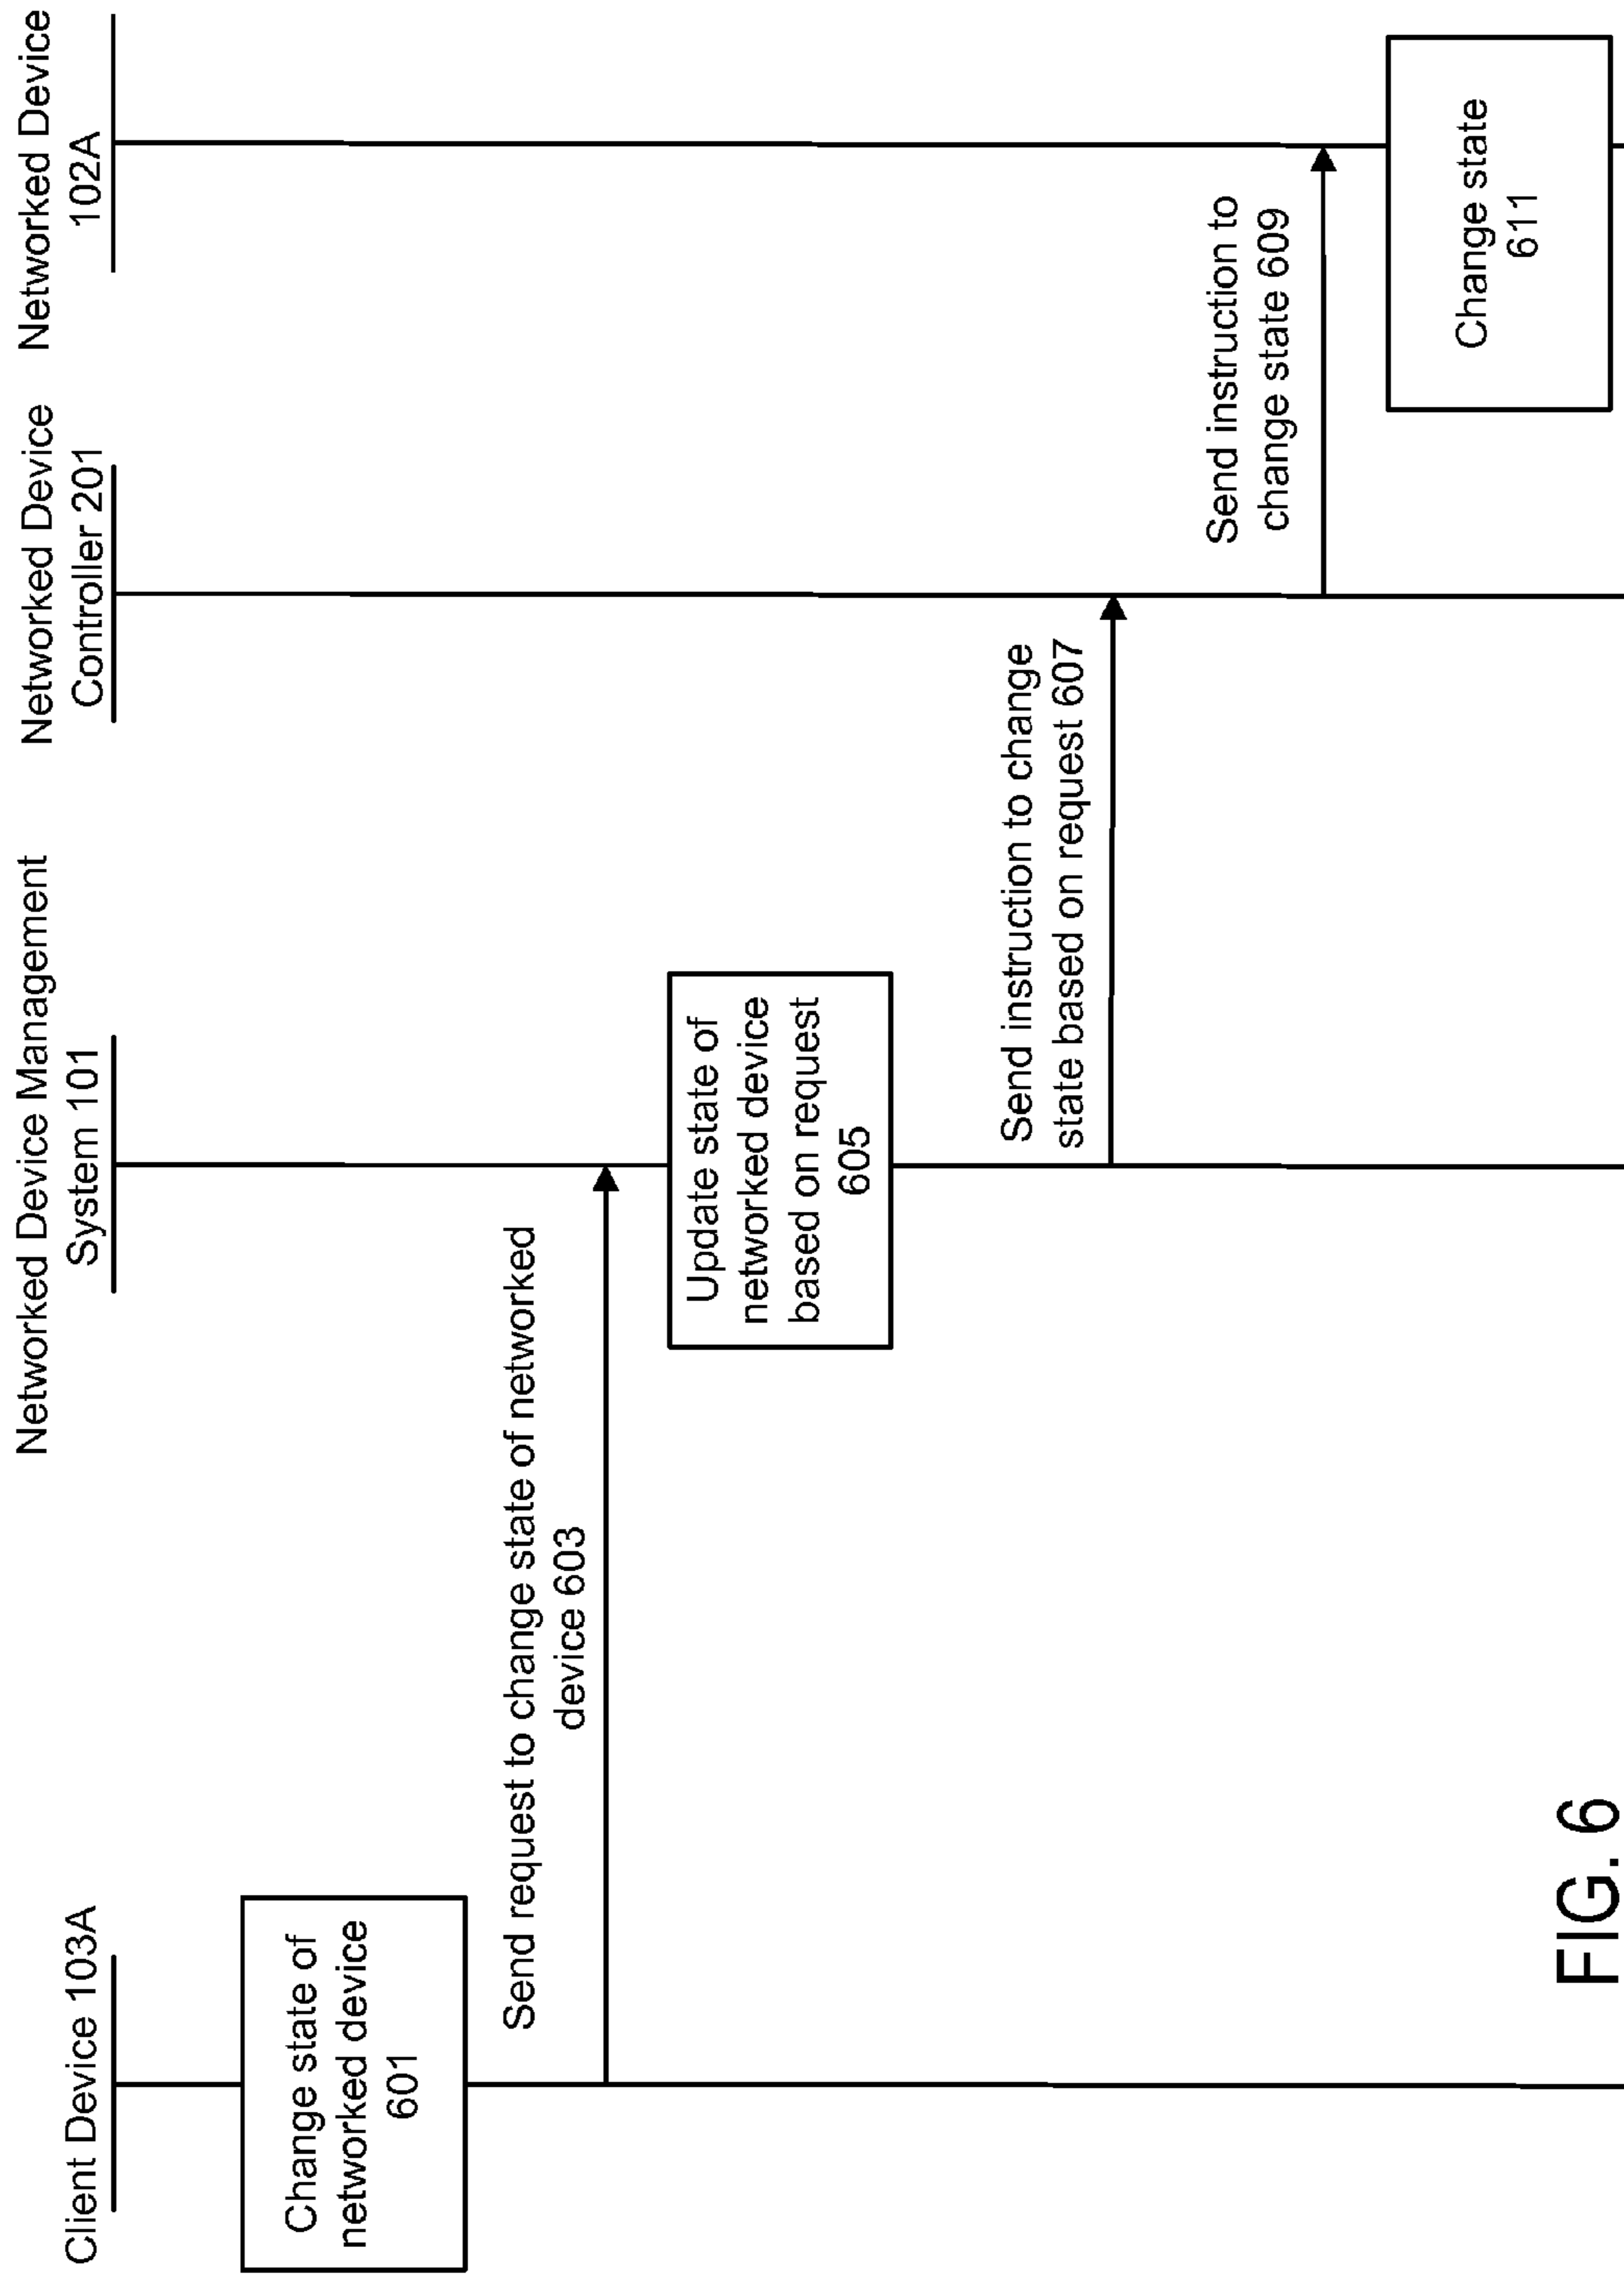 Client Device 103A
Networked Device Management
System 101
Networked Device
Controller 201
Networked Device
102A
Change state of
networked device
601
Send request to change state of networked
device 603
Update state of
networked device
based on request
605
Send instruction to change
state based on request 607
Send instruction to
change state 609
Change state
611
FIG. 6